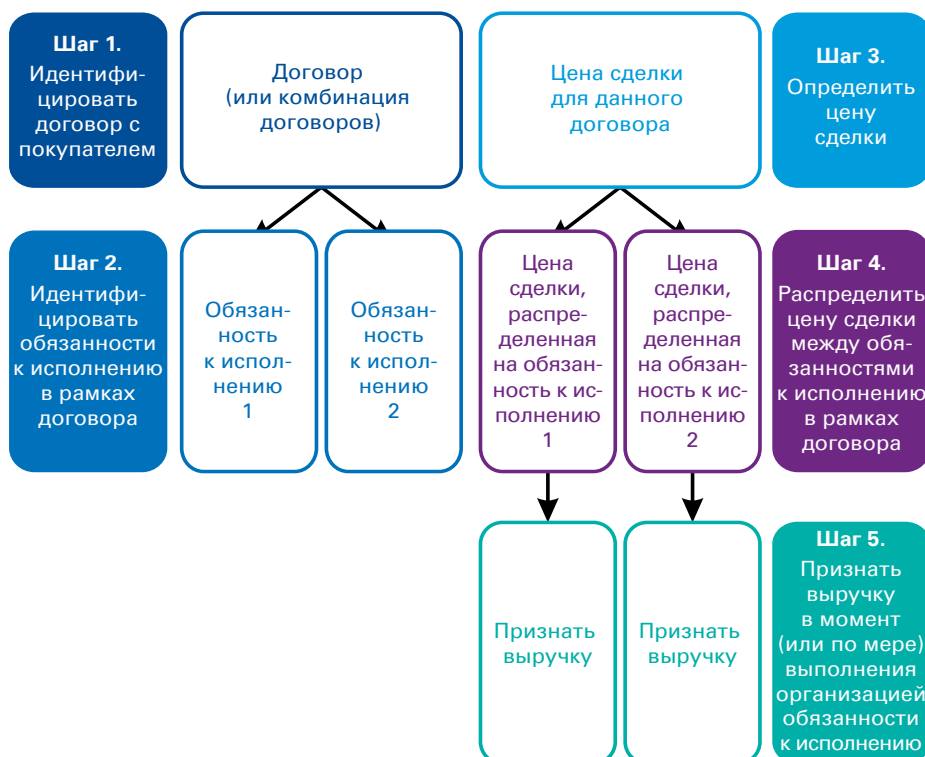 Шаг 1.
Идентифи-
цировать
договор с
покупателем
Договор
(или комбинация
договоров)
Цена сделки
для данного
договора
Шаг 3.
Определить
цену
сделки
Шаг 2.
Идентифи-
цировать
обязанности
к исполнению
в рамках
договора
Обязан-
ность
к испол-
нению
1
Обязан-
ность
к испол-
нению
2
Цена
сделки,
распре-
деленная
на обязан-
ность к ис-
полнению
1
Цена
сделки,
распре-
деленная
на обязан-
ность к ис-
полнению
2
Шаг 4.
Распределить
цену сделки
между обя-
занностями
к исполнению
в рамках
договора
Признать
выручку
Признать
выручку
Шаг 5.
Признать
выручку
в момент
(или по мере)
выполнения
организацией
обязанности
к исполнению